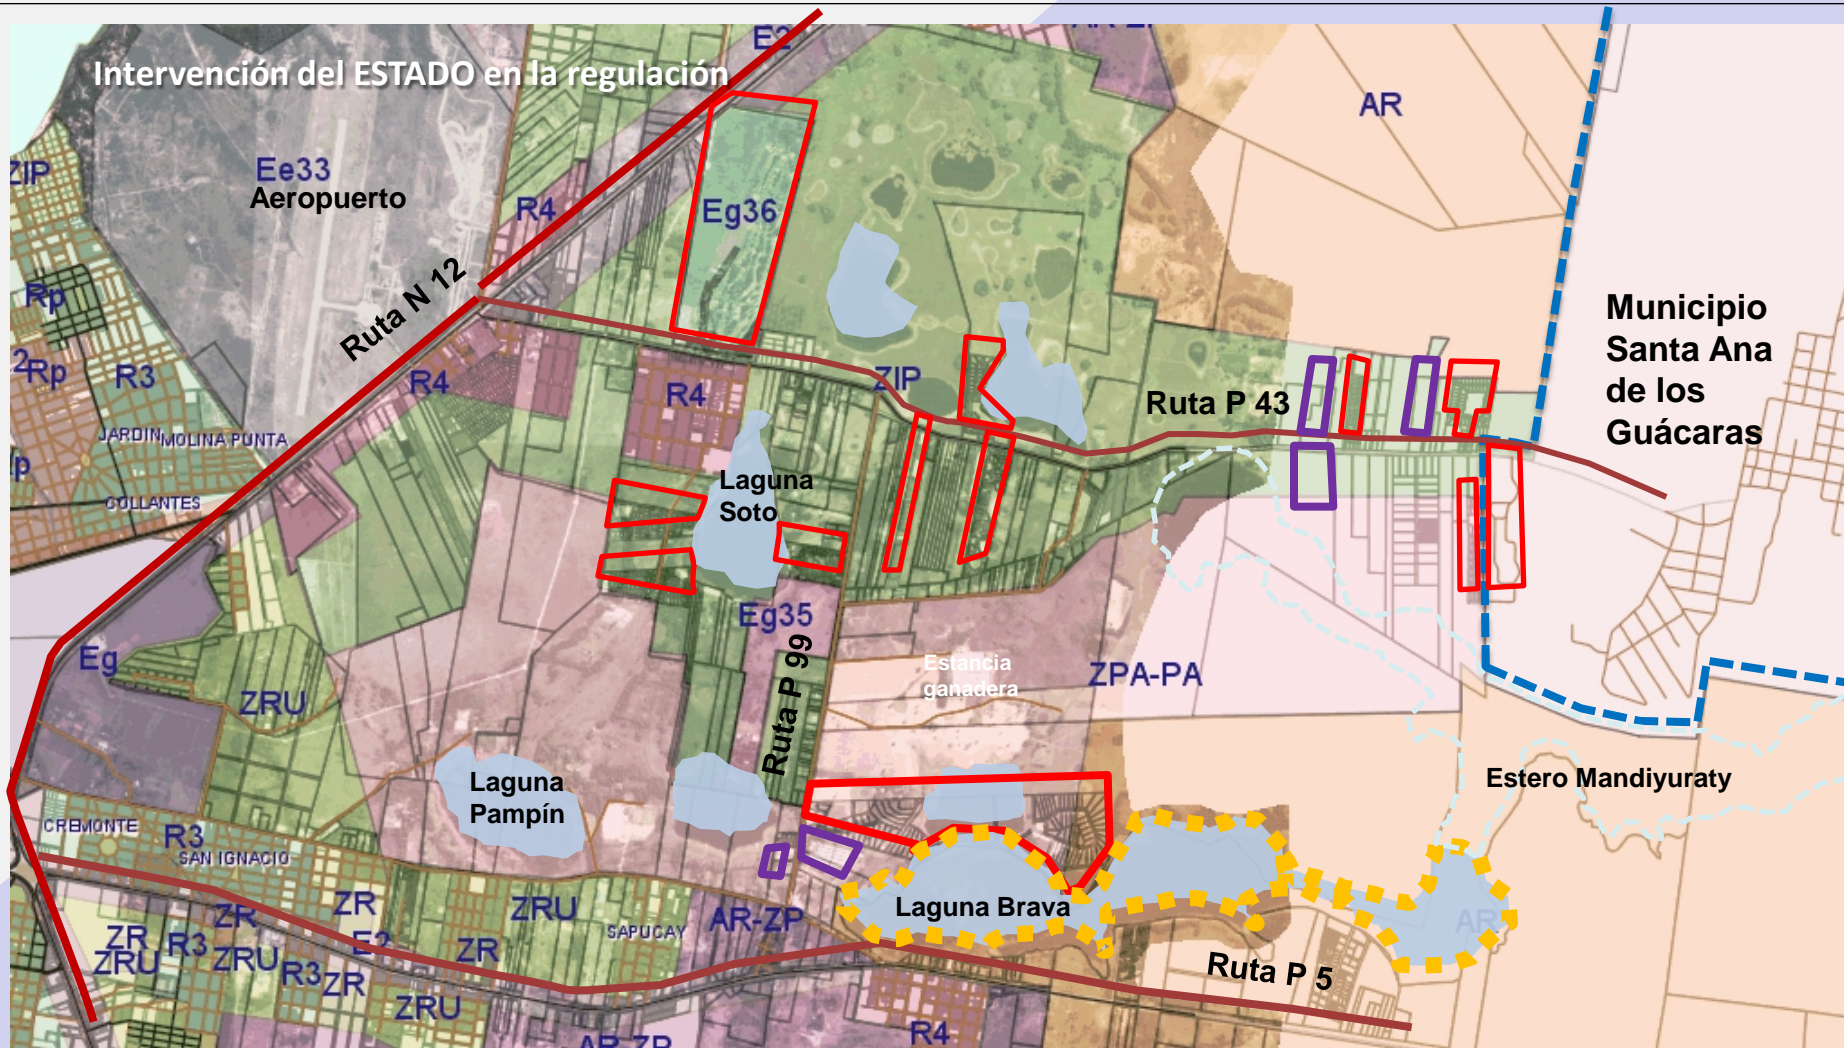 E2
Intervención del ESTADO en la regulación
AR
ZIP
Ee33
Aeropuerto
R4
Eg36
Ruta N 12
Rp
2Rp
R3
R4
R4
ZIP
Ruta P 43
Municipio
Santa Ana
de los
Guácaras
JARDIN
MOLINA PUNTA
COLLANTES
Laguna
Soto
Eg35
Ruta P 99
Eg
ZRU
Estancia
ganadera
ZPA-PA
Laguna
Pampín
Estero Mandiyuraty
CREMONTE
R3
SAN IGNACIO
ZR
ZR
ZRU
AR-ZP
Laguna Brava
AR
SAPUCAY
ZR
ZRU
R3
ZRU
E2
ZR
R3
ZR
Ruta P 5
ZRU
R4
AR-ZP